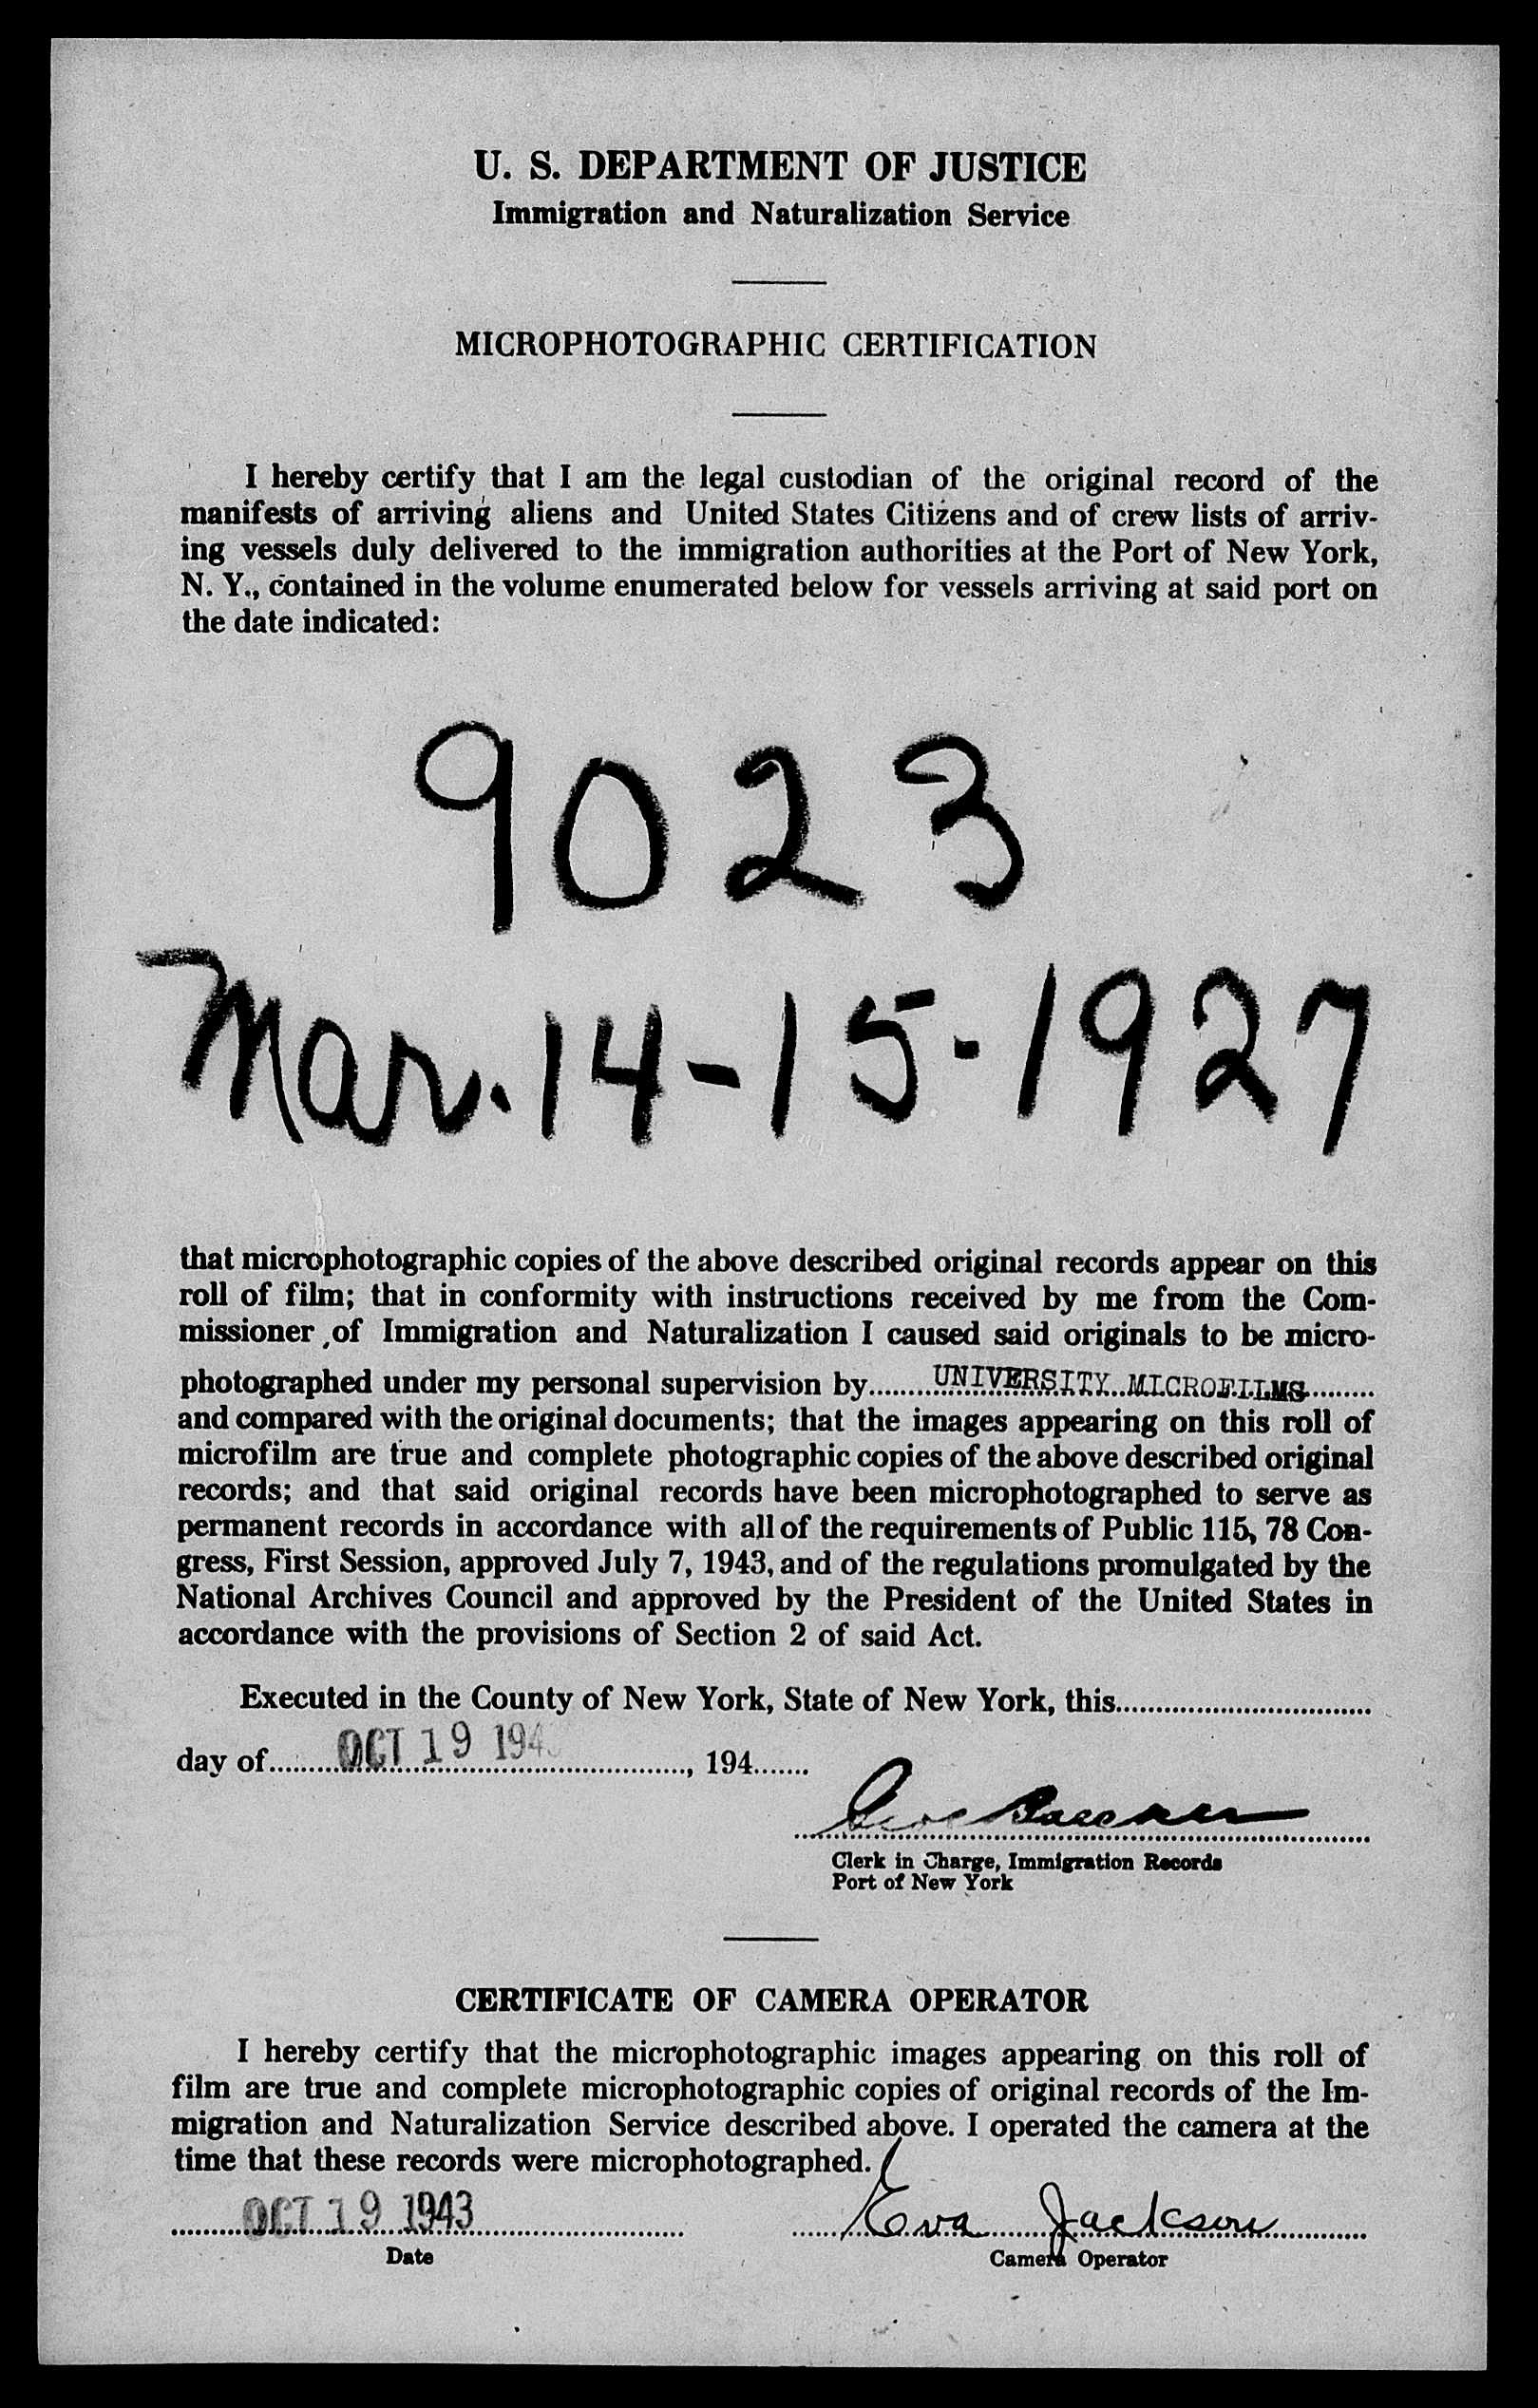 U. S. DEPARTMENT OF JUSTICE
Immigration and Naturalization Service
MICROPHOTOGRAPHIC CERTIFICATION
I hereby certify that I am the legal custodian of the original record of the
manifests of arriving aliens and United States Citizens and of crew lists of arriv-
ing vessels duly delivered to the immigration authorities at the Port of New York,
N. Y., contained in the volume enumerated below for vessels arriving at said port on
the date indicated:
9023
Mar. 14-15-1927
that microphotographic copies of the above described original records appear on this
roll of film; that in conformity with instructions received by me from the Com-
missioner of Immigration and Naturalization I caused said originals to be micro-
photographed under my personal supervision by........UNIVERSITY MICROFILMS.........
and compared with the original documents; that the images appearing on this roll of
microfilm are true and complete photographic copies of the above described original
records; and that said original records have been microphotographed to serve as
permanent records in accordance with all of the requirements of Public 115, 78 Con-
gress, First Session, approved July 7, 1943, and of the regulations promulgated by the
National Archives Council and approved by the President of the United States in
accordance with the provisions of Section 2 of said Act.
Executed in the County of New York, State of New York, this................................
day of.........OCT 19 194......................................, 194.......
Clerk in Charge, Immigration Records
Port of New York
CERTIFICATE OF CAMERA OPERATOR
I hereby certify that the microphotographic images appearing on this roll of
film are true and complete microphotographic copies of original records of the Im-
migration and Naturalization Service described above. I operated the camera at the
time that these records were microphotographed.
OCT 19 1943 Eva Jackson
Date Camera Operator